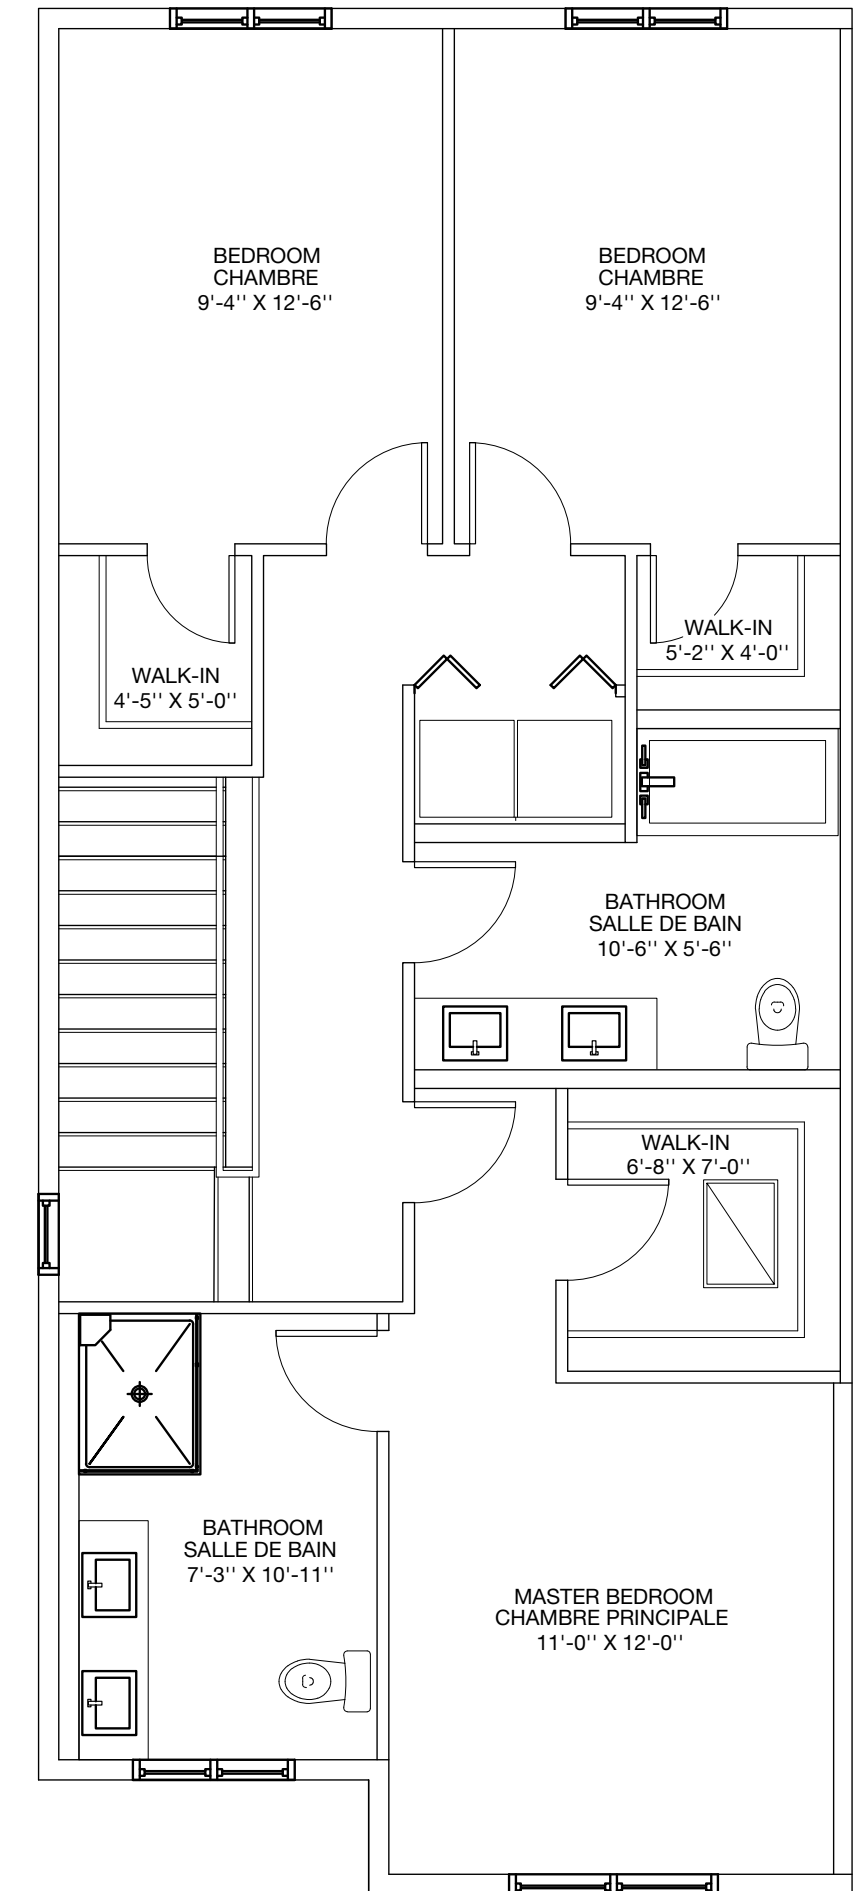 BEDROOM
CHAMBRE
9'-4'' X 12'-6''
BEDROOM
CHAMBRE
9'-4'' X 12'-6''
WALK-IN
5'-2'' X 4'-0''
WALK-IN
4'-5'' X 5'-0''
BATHROOM
SALLE DE BAIN
10'-6'' X 5'-6''
WALK-IN
6'-8'' X 7'-0''
BATHROOM
SALLE DE BAIN
7'-3'' X 10'-11''
MASTER BEDROOM
CHAMBRE PRINCIPALE
11'-0'' X 12'-0''